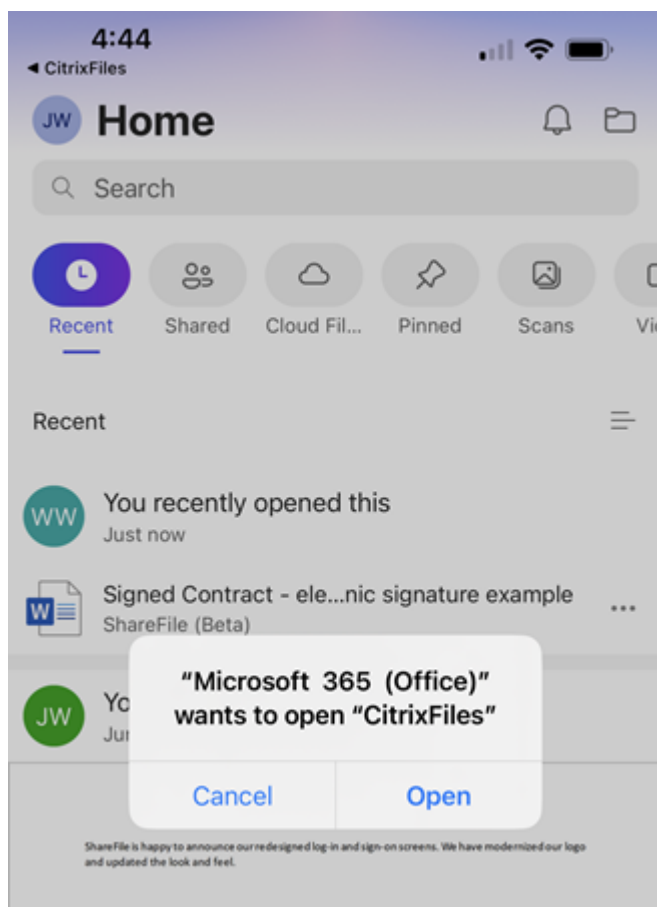 4:44
◀ CitrixFiles
JW Home
Search
Recent Shared Cloud Fil... Pinned Scans
Recent
WW
You recently opened this
Just now
W
Signed Contract - ele...nic signature example
ShareFile (Beta)
"Microsoft 365 (Office)"
wants to open "CitrixFiles"
JW
Cancel Open
ShareFile is happy to announce our redesigned log-in and sign-on screens. We have modernized our logo
and updated the look and feel.